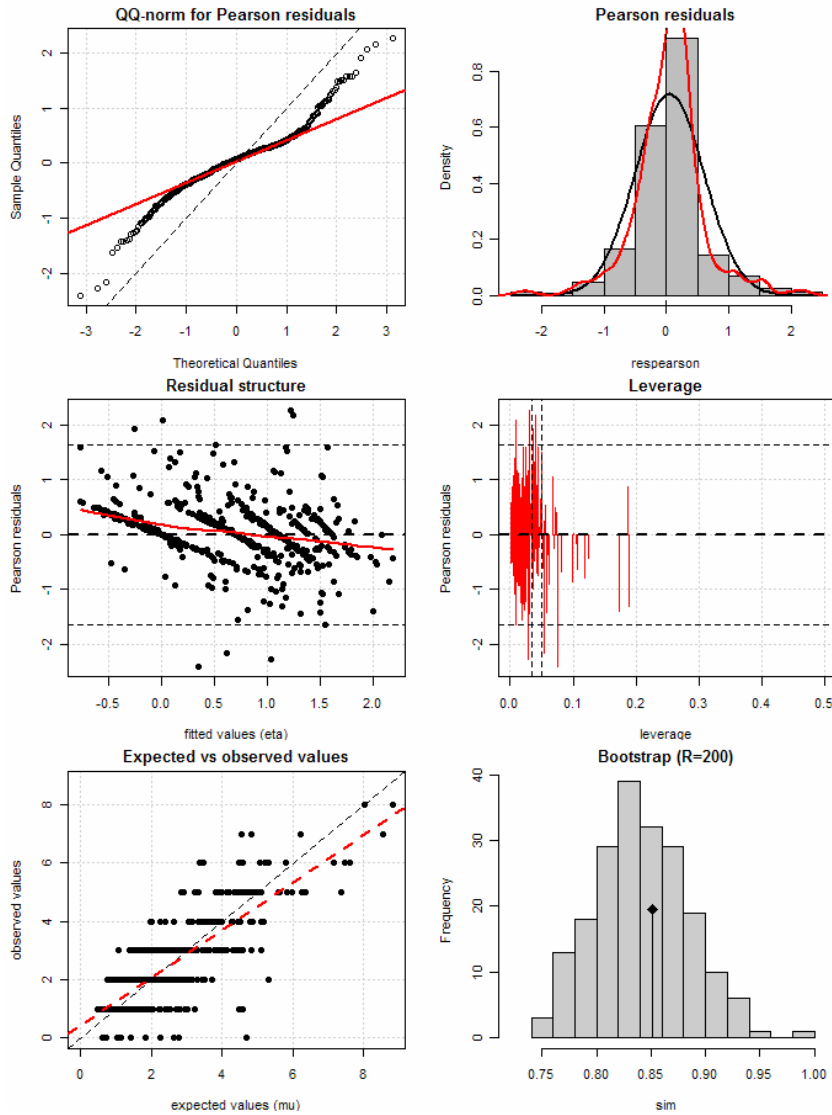 QQ-norm for Pearson residuals
Sample Quantiles
2
1
0
-1
-2
-3 -2 -1 0 1 2 3
Theoretical Quantiles
Pearson residuals
Density
0.8
0.6
0.4
0.2
0.0
-2 -1 0 1 2
respearson
Residual structure
Pearson residuals
2
1
0
-1
-2
-0.5 0.0 0.5 1.0 1.5 2.0
fitted values (eta)
Leverage
Pearson residuals
2
1
0
-1
-2
0.0 0.1 0.2 0.3 0.4 0.5
leverage
Expected vs observed values
observed values
8
6
4
2
0
0 2 4 6 8
expected values (mu)
Bootstrap (R=200)
Frequency
40
30
20
10
0
0.75 0.80 0.85 0.90 0.95 1.00
sim